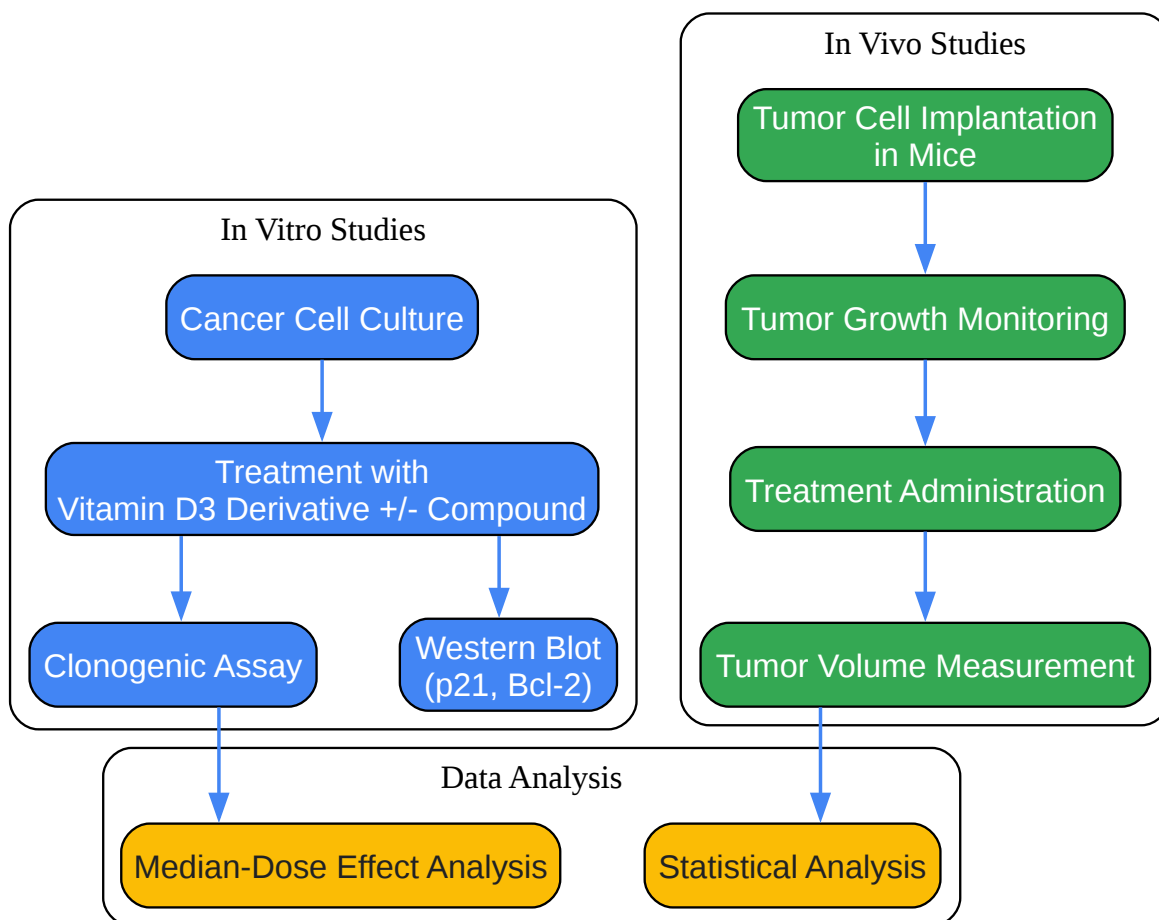 In Vitro Studies
Cancer Cell Culture
Treatment with
Vitamin D3 Derivative +/- Compound
Clonogenic Assay
Western Blot
(p21, Bcl-2)
In Vivo Studies
Tumor Cell Implantation
in Mice
Tumor Growth Monitoring
Treatment Administration
Tumor Volume Measurement
Data Analysis
Median-Dose Effect Analysis
Statistical Analysis